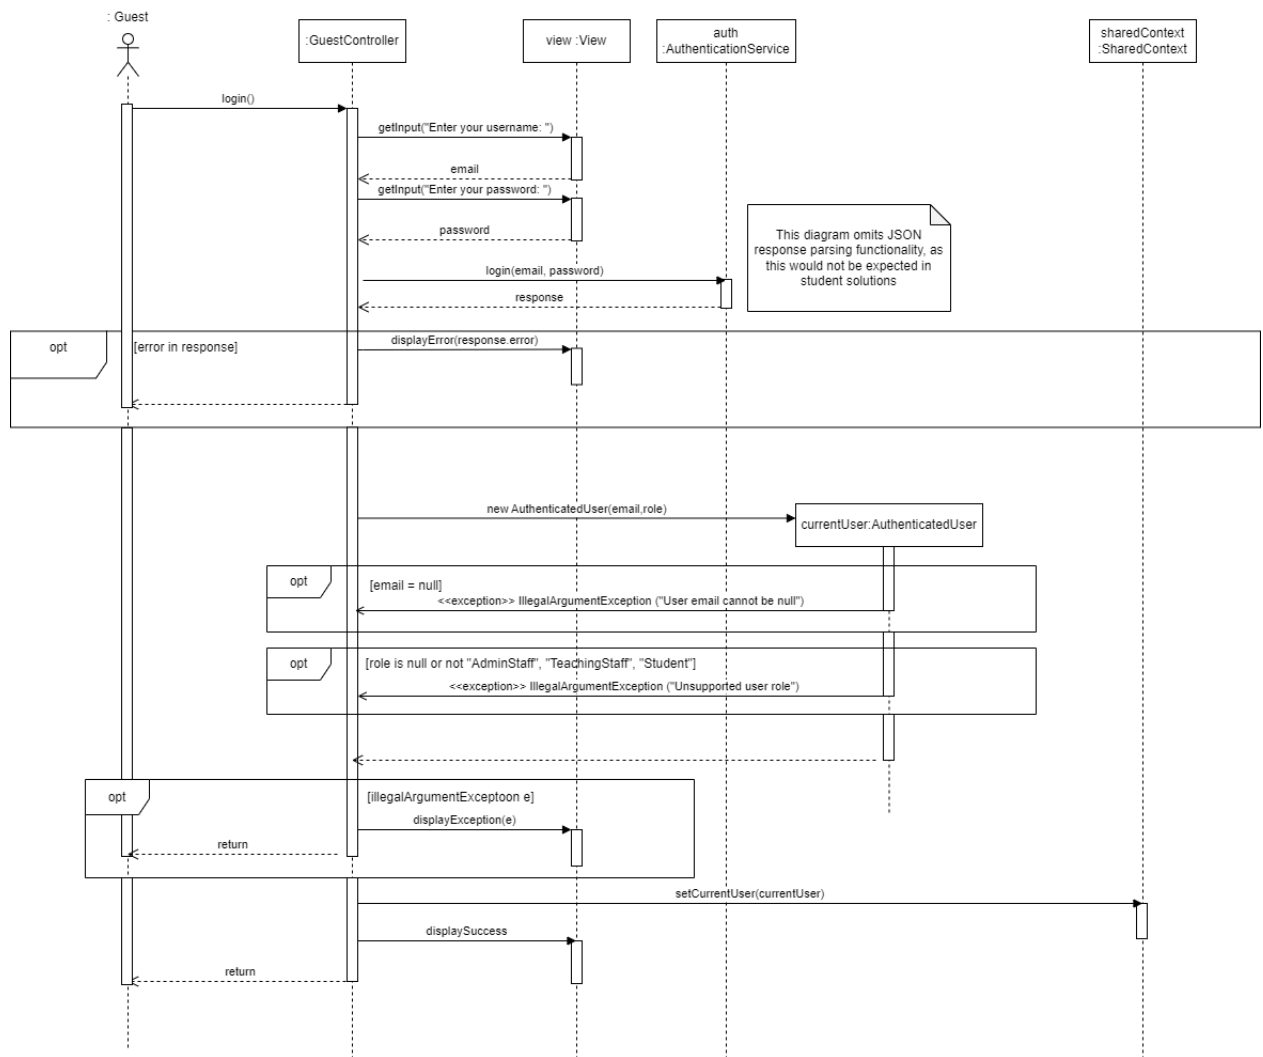 : Guest
:GuestController
view :View
auth
:AuthenticationService
sharedContext
:SharedContext
login()
getInput("Enter your username: ")
email
getInput("Enter your password: ")
password
This diagram omits JSON
response parsing functionality, as
this would not be expected in
student solutions
login(email, password)
response
opt
[error in response]
displayError(response.error)
new AuthenticatedUser(email,role)
currentUser:AuthenticatedUser
opt
[email = null]
<<exception>> IllegalArgumentException ("User email cannot be null")
opt
[role is null or not "AdminStaff", "TeachingStaff", "Student"]
<<exception>> IllegalArgumentException ("Unsupported user role")
opt
[illegalArgumentExceptoon e]
displayException(e)
return
setCurrentUser(currentUser)
displaySuccess
return